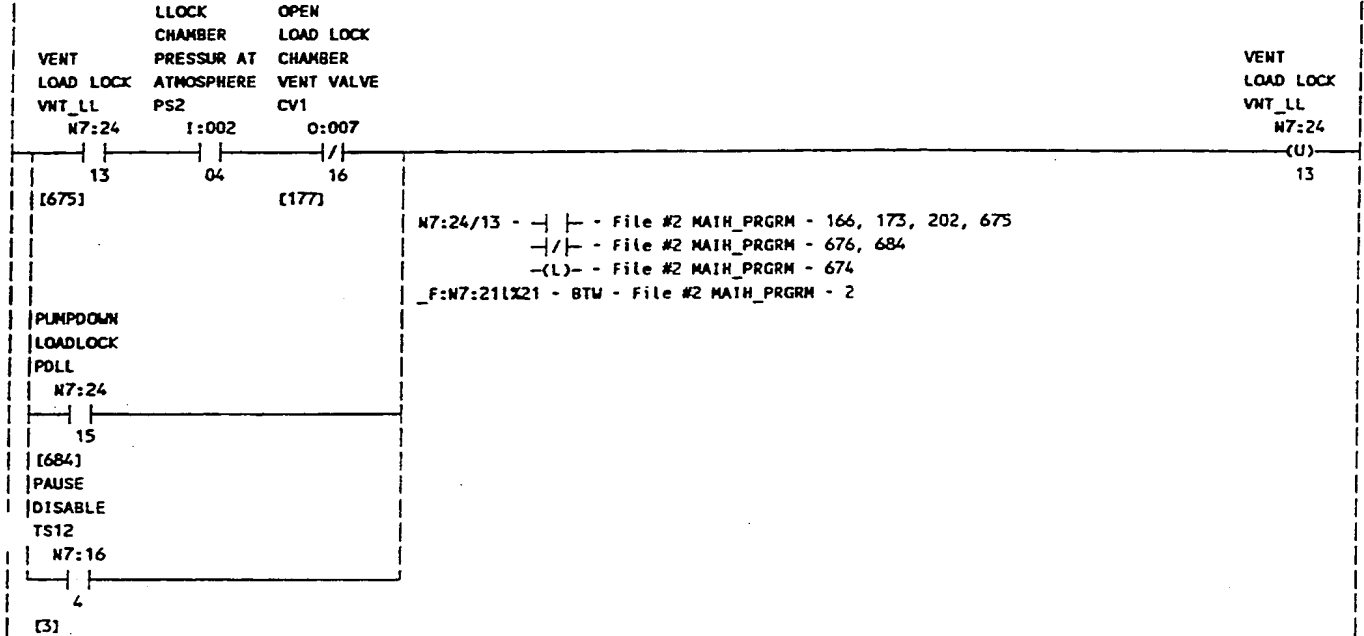 LLOCK OPEN
CHAMBER LOAD LOCK
VENT PRESSUR AT CHAMBER VENT
LOAD LOCK ATMOSPHERE VENT VALVE LOAD LOCK
VNT_LL PS2 CV1 VNT_LL
N7:24 I:002 O:007 N7:24
(U)
13 04 16 13
[675] [177]
N7:24/13 - ─┤ ├─ - File #2 MAIN_PRGRM - 166, 173, 202, 675
─┤/├─ - File #2 MAIN_PRGRM - 676, 684
─(L)─ - File #2 MAIN_PRGRM - 674
_F:N7:21l%21 - BTW - File #2 MAIN_PRGRM - 2
PUMPDOWN
LOADLOCK
PDLL
N7:24
15
[684]
PAUSE
DISABLE
TS12
N7:16
4
[3]